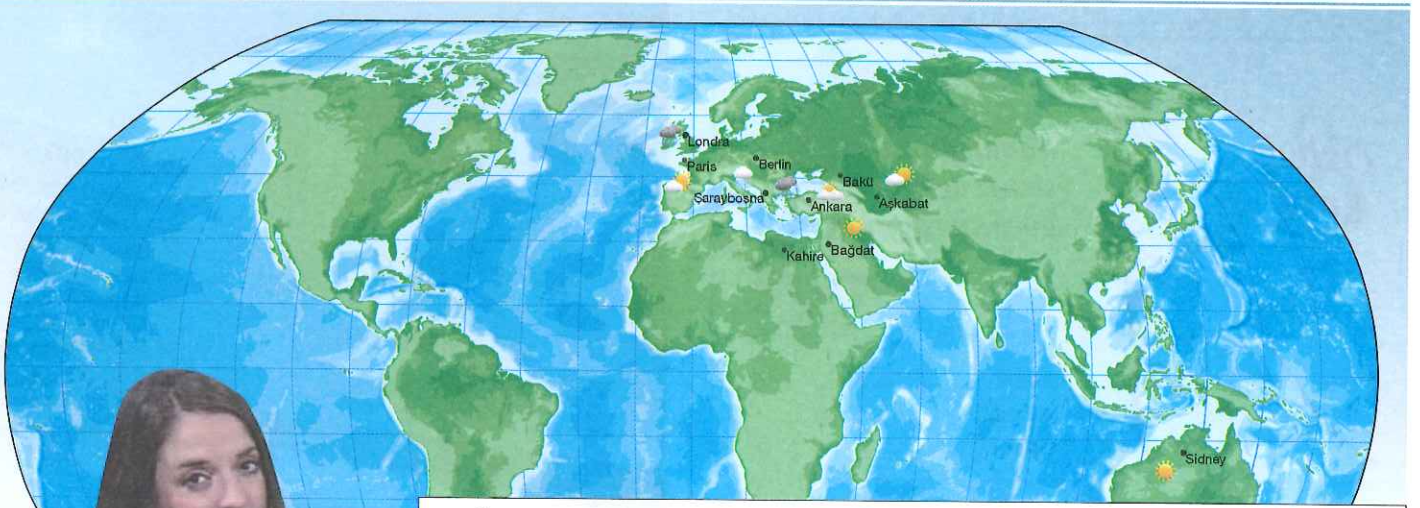 Londra
Paris
Berlin
Saraybosna
Bakü
Ankara
Aşkabat
Kahire
Bağdat
Sidney